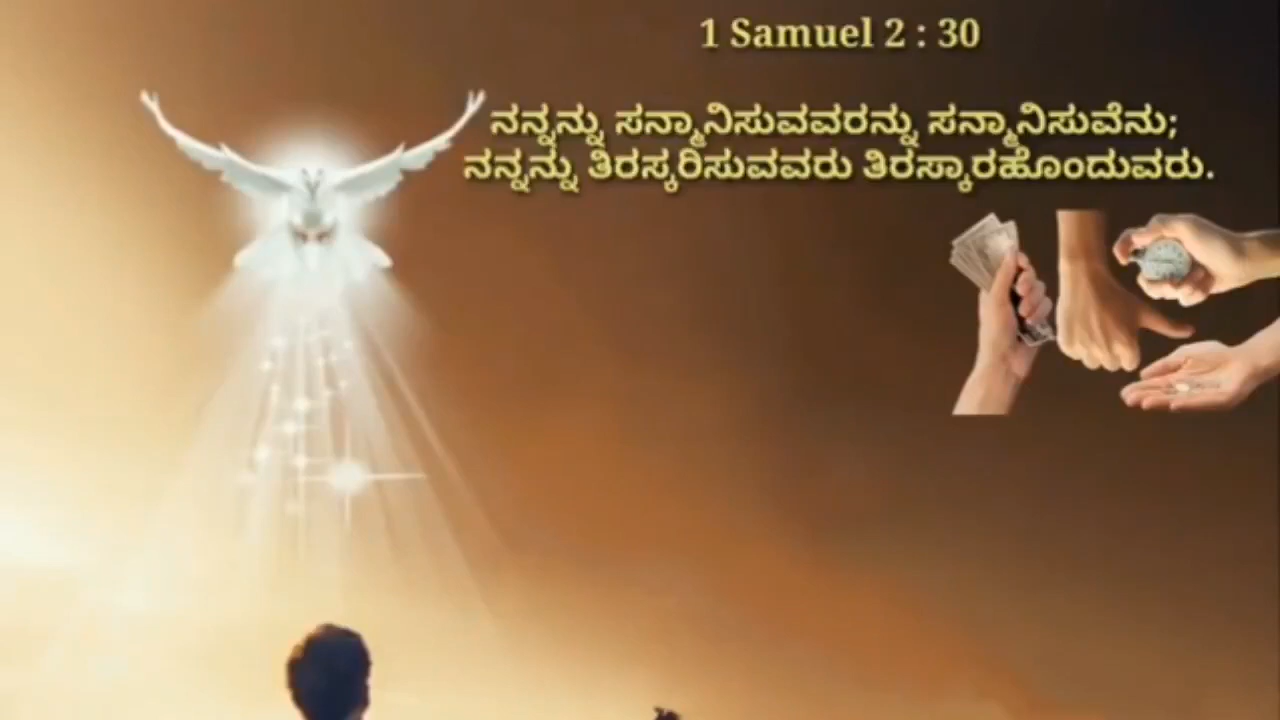 1 Samuel 2 : 30
ನನ್ನನ್ನು ಸನ್ಮಾನಿಸುವವರನ್ನು ಸನ್ಮಾನಿಸುವೆನು;
ನನ್ನನ್ನು ತಿರಸ್ಕರಿಸುವವರು ತಿರಸ್ಕಾರಹೊಂದುವರು.